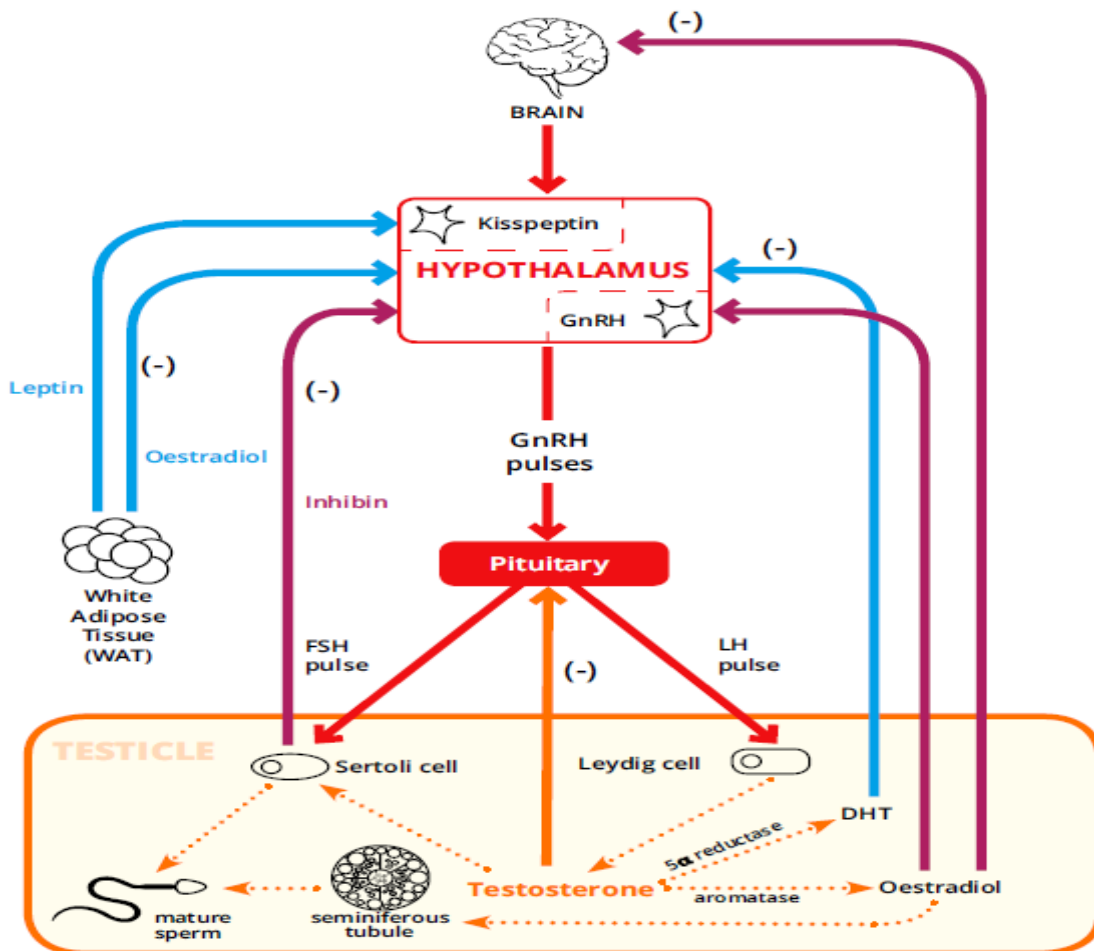 (-)
BRAIN
Kisspeptin
HYPOTHALAMUS
(-)
GnRH
Leptin
(-)
(-)
Oestradiol
Inhibin
GnRH
pulses
Pituitary
White
Adipose
Tissue
(WAT)
FSH
pulse
(-)
LH
pulse
TESTICLE
Sertoli cell
Leydig cell
DHT
5α reductase
Testosterone
aromatase
Oestradiol
mature
sperm
seminiferous
tubule